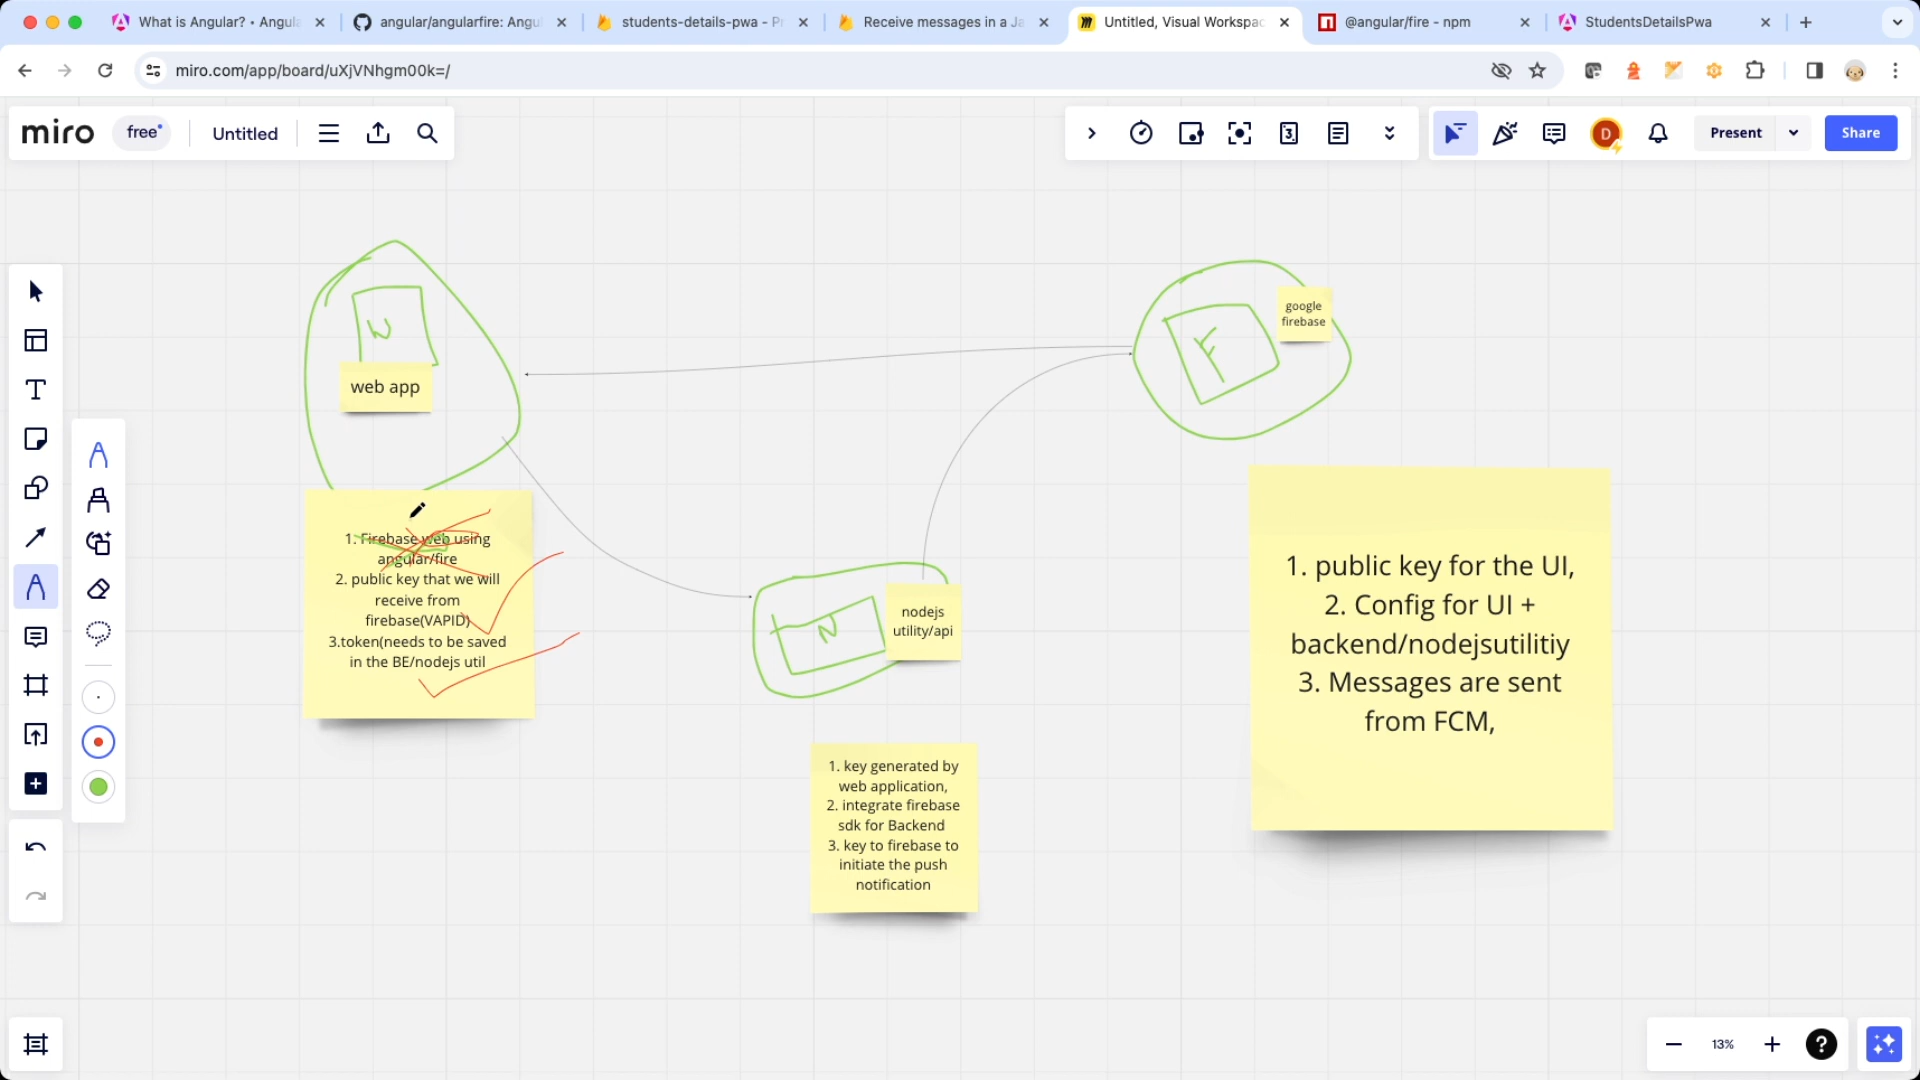 What is Angular? • Angula
angular/angularfire: Angu
students-details-pwa - Pr
Receive messages in a Ja
Untitled, Visual Workspac
@angular/fire - npm
StudentsDetailsPwa
miro.com/app/board/uXjVNhgm00k=/
miro
free
Untitled
3
D
Present
Share
W
web app
F
google
firebase
1. Firebase web using
angular/fire
2. public key that we will
receive from
firebase(VAPID)
3.token(needs to be saved
in the BE/nodejs util
N
nodejs
utility/api
1. public key for the UI,
2. Config for UI +
backend/nodejsutilitiy
3. Messages are sent
from FCM,
1. key generated by
web application,
2. integrate firebase
sdk for Backend
3. key to firebase to
initiate the push
notification
13%
?